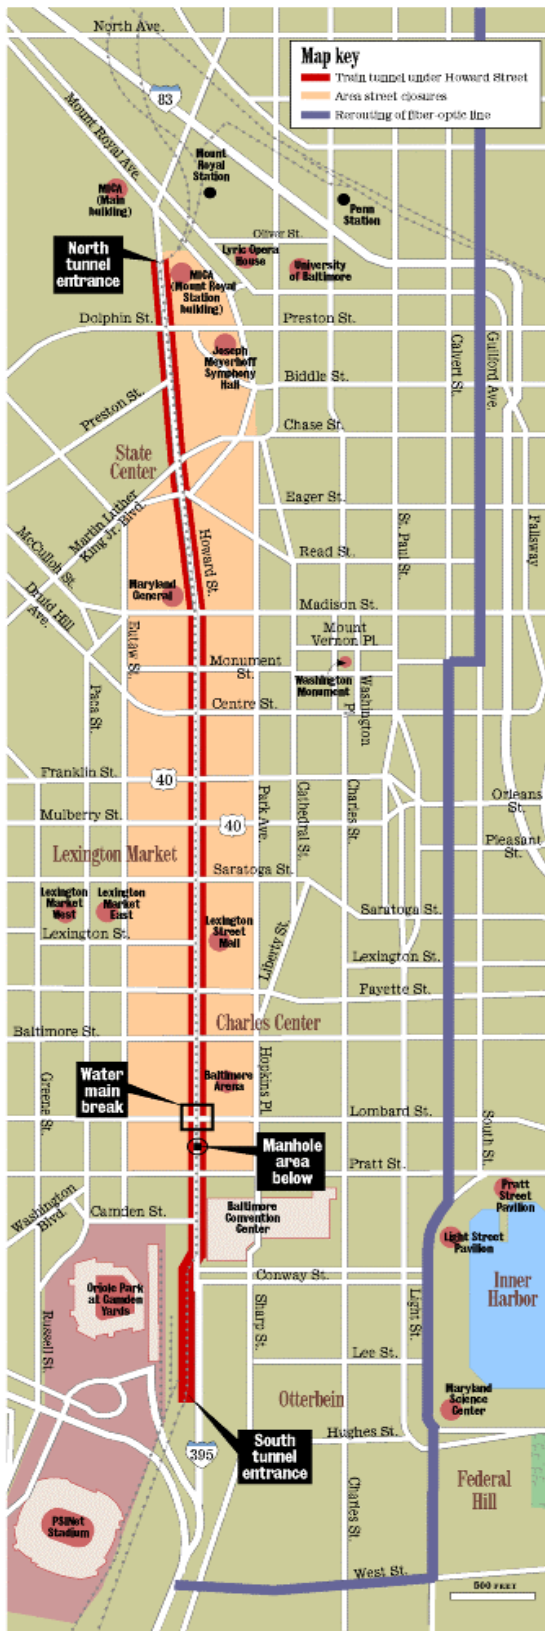 North Ave.
Map key
Train tunnel under Howard Street
Area street closures
Rerouting of fiber-optic line
83
Mount Royal Ave.
Mount
Royal
Station
MICA
(Main
building)
Penn
Station
Oliver St.
North
tunnel
entrance
Lyric Opera
House
University
of Baltimore
MICA
(Mount Royal
Station
building)
Dolphin St.
Preston St.
Calvert St.
Guilford Ave.
Joseph
Meyerhoff
Symphony
Hall
Biddle St.
Preston St.
Chase St.
State
Center
Eager St.
Martin Luther
King Jr. Blvd.
St. Paul St.
Fallsway
McCulloh St.
Howard St.
Read St.
Druid Hill
Ave.
Maryland
General
Madison St.
Eutaw St.
Mount
Vernon Pl.
Monument
St.
Washington
Monument
Washington
Pl.
Paca St.
Centre St.
Franklin St.
40
Park Ave.
Cathedral St.
Charles St.
Orleans
St.
Mulberry St.
40
Pleasant
St.
Lexington Market
Saratoga St.
Lexington
Market
West
Lexington
Market
East
Lexington
Street
Mall
Saratoga St.
Lexington St.
Liberty St.
Lexington St.
Fayette St.
Baltimore St.
Charles Center
Water
main
break
Greene St.
Baltimore
Arena
Hopkins Pl.
Lombard St.
South St.
Manhole
area
below
Pratt St.
Pratt
Street
Pavilion
Washington
Blvd.
Camden St.
Baltimore
Convention
Center
Light Street
Pavilion
Oriole Park
at Camden
Yards
Conway St.
Inner
Harbor
Russell St.
Sharp St.
Light St.
Lee St.
Otterbein
Maryland
Science
Center
South
tunnel
entrance
Hughes St.
395
Charles St.
Federal
Hill
PSINet
Stadium
West St.
500 FEET